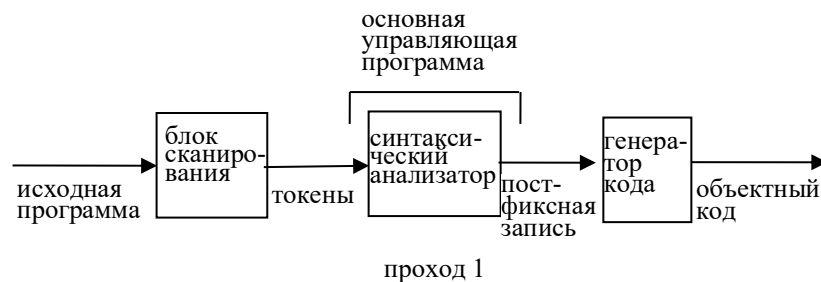 основная
управляющая
программа
блок
сканиро-
вания
синтакси-
ческий
анализатор
генера-
тор
кода
исходная
программа
токены
пост-
фиксная
запись
объектный
код
проход 1